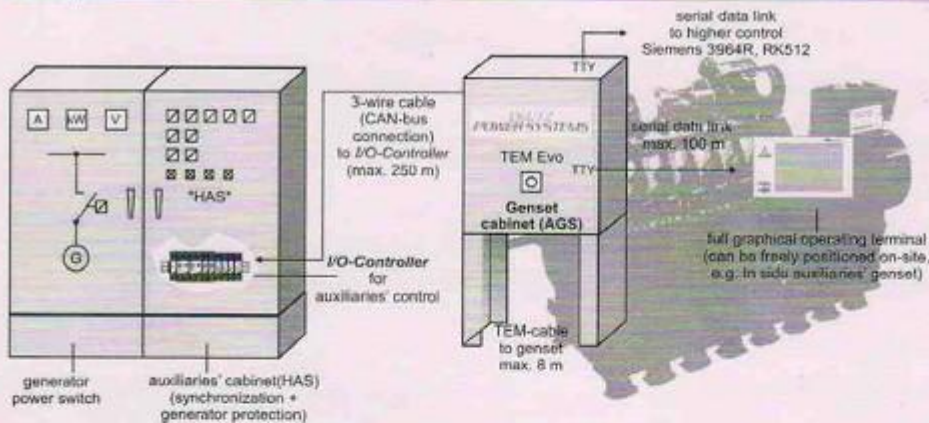 serial data link
to higher control
Siemens 3964R, RK512
TTY
A
kW
V
3-wire cable
(CAN-bus
connection)
to I/O-Controller
(max. 250 m)
"HAS"
G
I/O-Controller
for
auxiliaries' control
POWER SYSTEMS
TEM Evo
TTY
Genset
cabinet (AGS)
serial data link
max. 100 m
full graphical operating terminal
(can be freely positioned on-site,
e.g. In side auxiliaries' genset)
TEM-cable
to genset
max. 8 m
generator
power switch
auxiliaries' cabinet(HAS)
(synchronization +
generator protection)